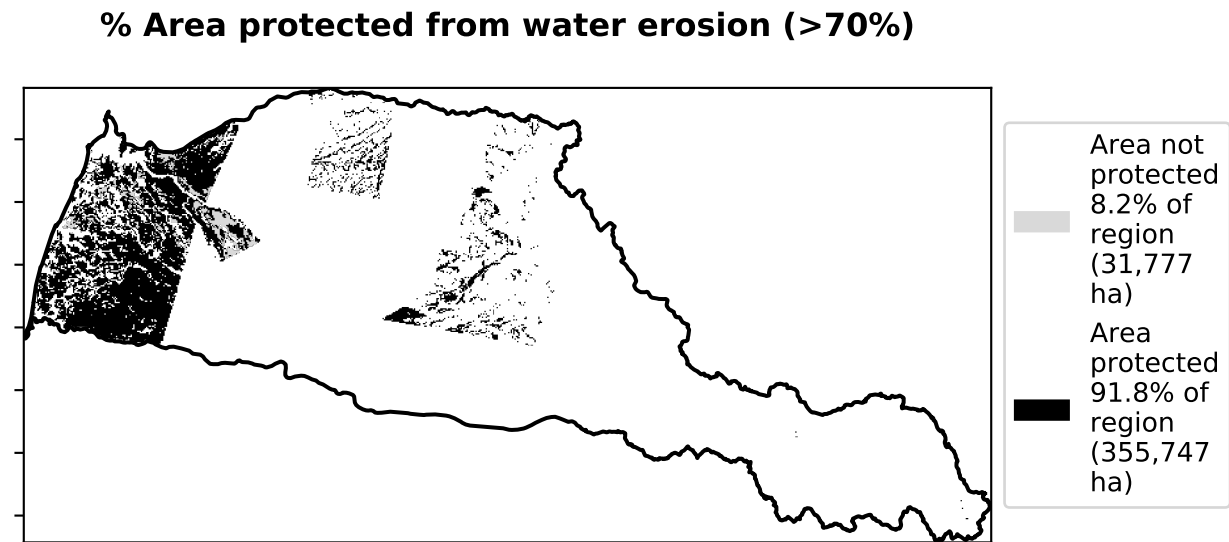 % Area protected from water erosion (>70%)
Area not
protected
8.2% of
region
(31,777
ha)
Area
protected
91.8% of
region
(355,747
ha)